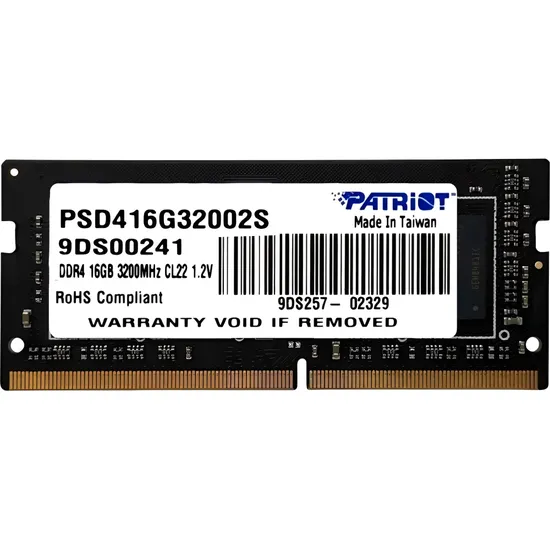 PATRIOT
Made In Taiwan
PSD416G32002S
9DS00241
DDR4 16GB 3200MHz CL22 1.2V
RoHS Compliant
9DS257- 02329
WARRANTY VOID IF REMOVED